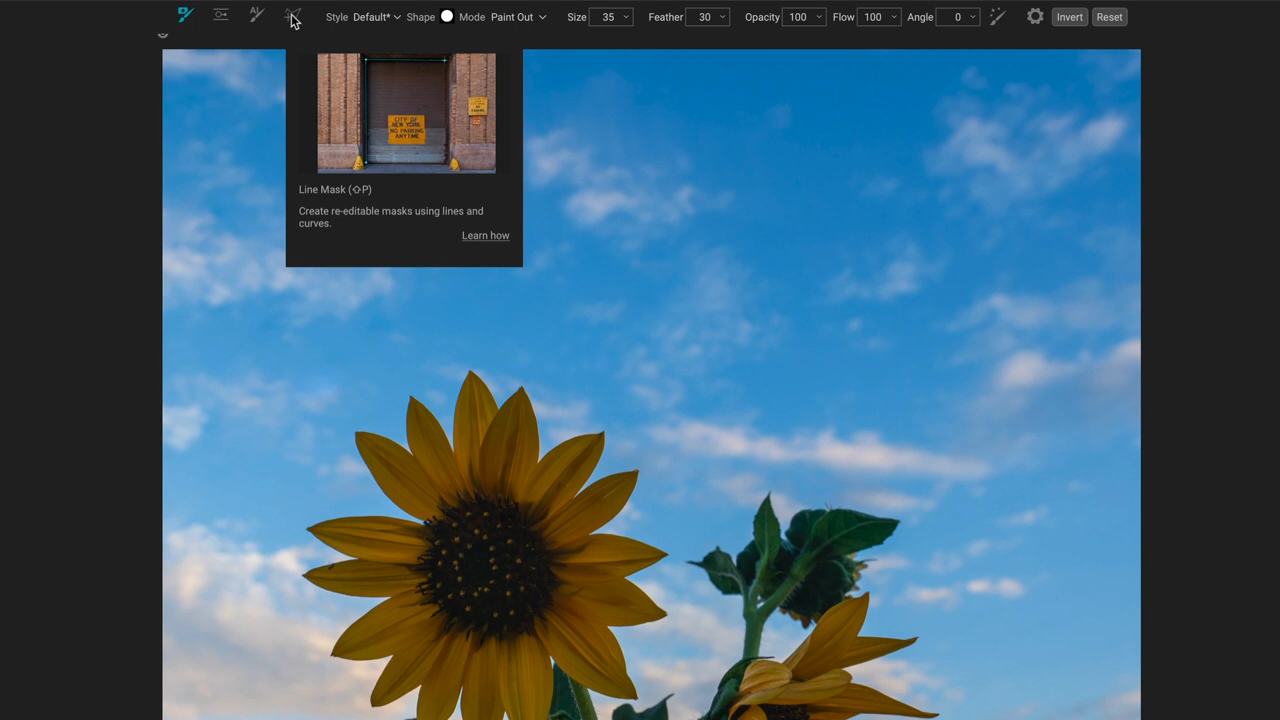 AI
Style Default* Shape Mode Paint Out Size 35 Feather 30 Opacity 100 Flow 100 Angle 0 Invert Reset
CITY OF
NEW YORK
NO PARKING
ANYTIME
Line Mask (⇧P)
Create re-editable masks using lines and
curves.
Learn how